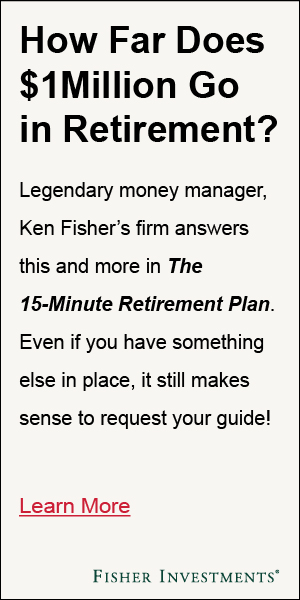 How Far Does
$1Million Go
in Retirement?
Legendary money manager,
Ken Fisher’s firm answers
this and more in The
15-Minute Retirement Plan.
Even if you have something
else in place, it still makes
sense to request your guide!
Learn More
FISHER INVESTMENTS®